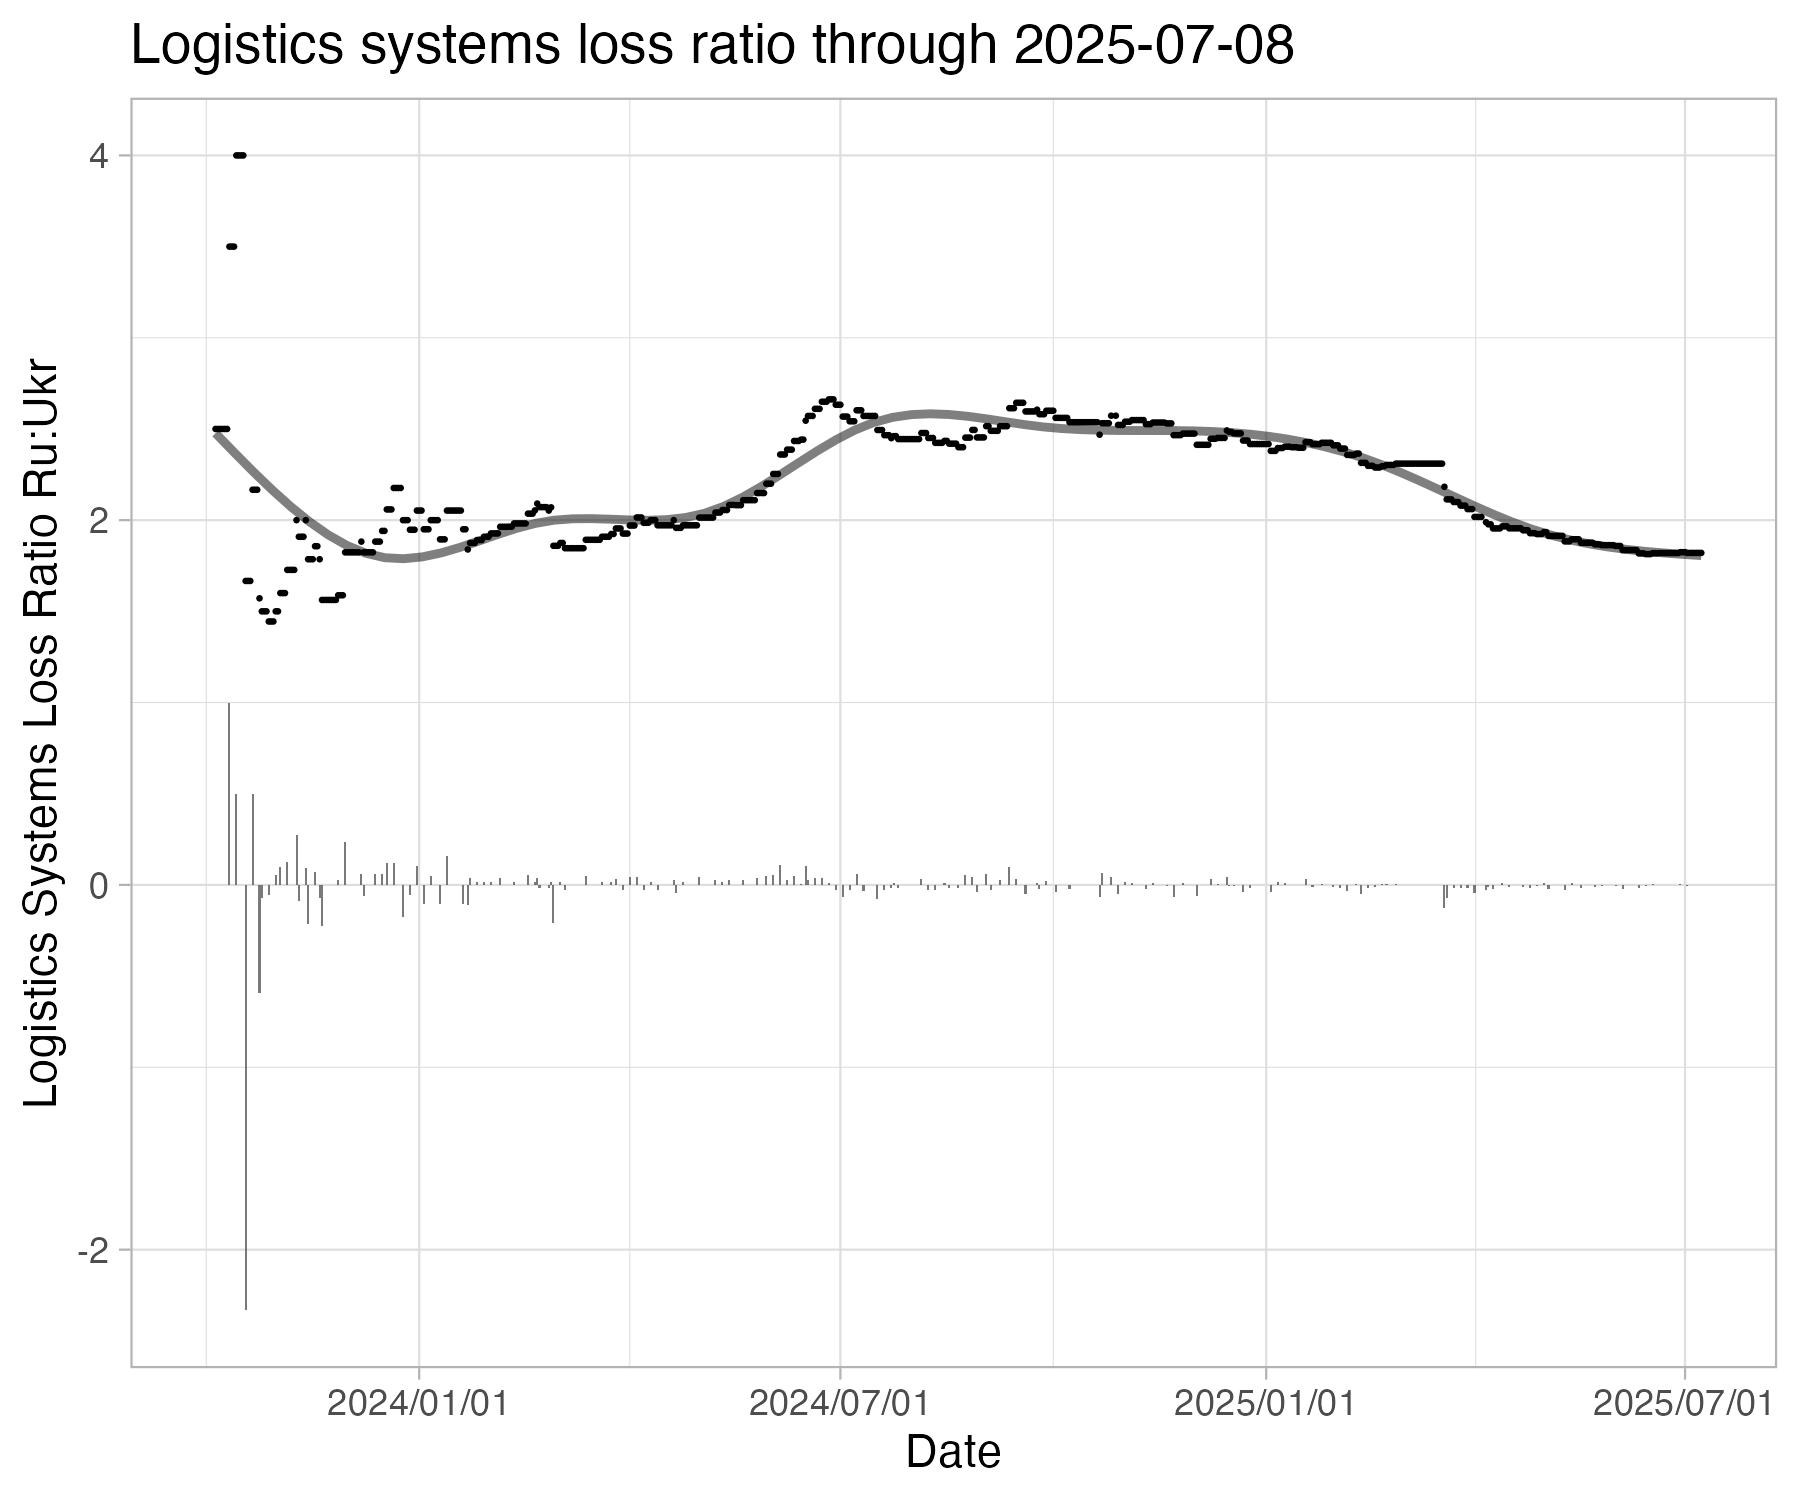 Logistics systems loss ratio through 2025-07-08
Logistics Systems Loss Ratio Ru:Ukr
4
2
0
-2
2024/01/01
2024/07/01
2025/01/01
2025/07/01
Date